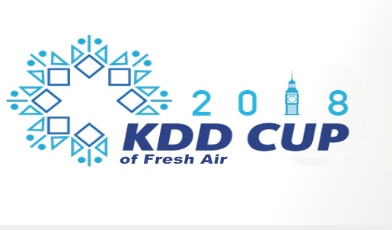 2018
KDD CUP
of Fresh Air